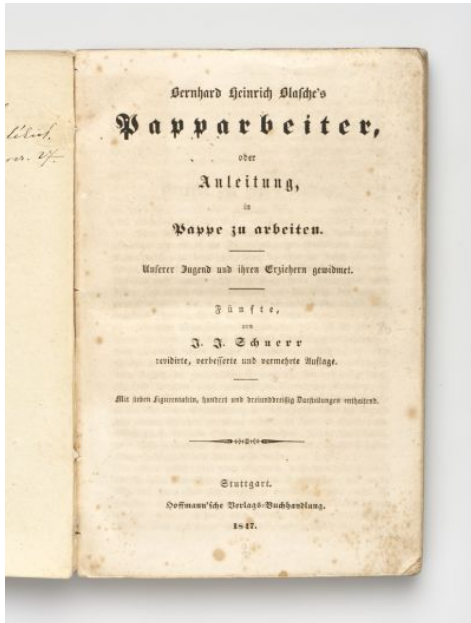 Bernhard Heinrich Blasche's
Papparbeiter,
oder
Anleitung,
in
Pappe zu arbeiten.
Unserer Jugend und ihren Erziehern gewidmet.
Fünfte,
von
J. J. Schnerr
revidirte, verbesserte und vermehrte Auflage.
Mit sieben Figurentafeln, hundert und dreiunddreißig Darstellungen enthaltend.
Stuttgart.
Hoffmann'sche Verlags-Buchhandlung.
1847.